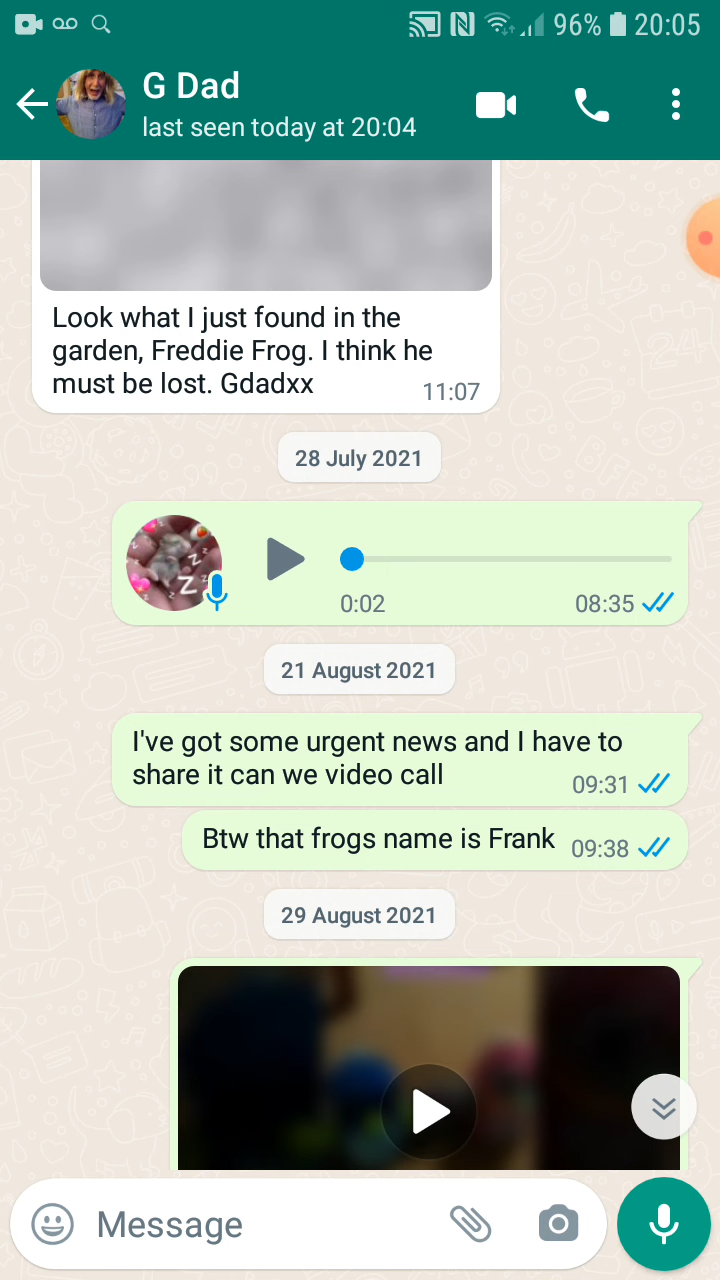 96% 20:05
G Dad
last seen today at 20:04
Look what I just found in the
garden, Freddie Frog. I think he
must be lost. Gdadxx 11:07
28 July 2021
z z Z
0:02 08:35
21 August 2021
I've got some urgent news and I have to
share it can we video call 09:31
Btw that frogs name is Frank 09:38
29 August 2021
Message